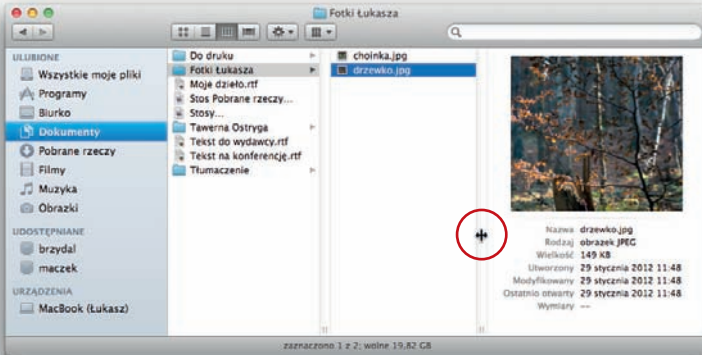 Fotki Łukasza
ULUBIONE
Wszystkie moje pliki
Programy
Biurko
Dokumenty
Pobrane rzeczy
Filmy
Muzyka
Obrazki
UDOSTĘPNIANE
brzydal
maczek
URZĄDZENIA
MacBook (Łukasz)
Do druku
Fotki Łukasza
Moje dzieło.rtf
Stos Pobrane rzeczy...
Stosy...
Tawerna Ostryga
Tekst do wydawcy.rtf
Tekst na konferencję.rtf
Tłumaczenie
choinka.jpg
drzewko.jpg
Nazwa drzewko.jpg
Rodzaj obrazek JPEG
Wielkość 149 KB
Utworzony 29 stycznia 2012 11:48
Modyfikowany 29 stycznia 2012 11:48
Ostatnio otwarty 29 stycznia 2012 11:48
Wymiary --
zaznaczono 1 z 2; wolne 19,82 GB